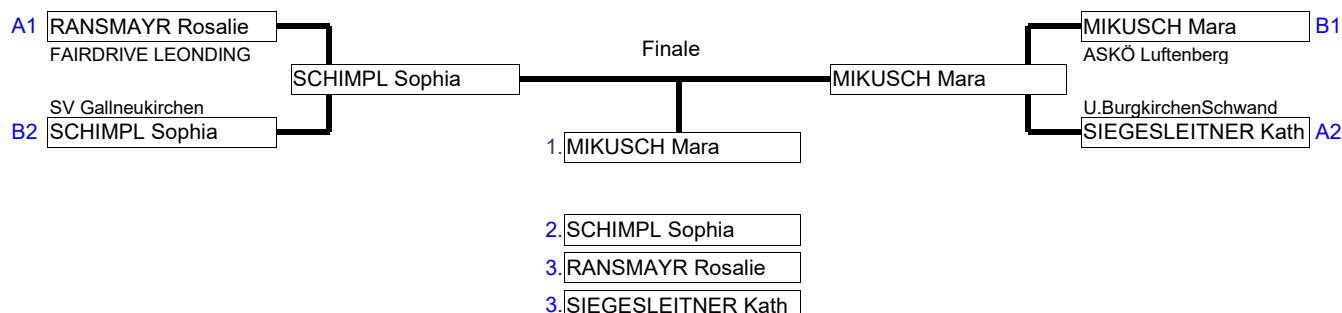 A1 RANSMAYR Rosalie
FAIRDRIVE LEONDING
SV Gallneukirchen
B2 SCHIMPL Sophia
SCHIMPL Sophia
Finale
MIKUSCH Mara
MIKUSCH Mara B1
ASKÖ Luftenberg
U.BurgkirchenSchwand
SIEGESLEITNER Kath A2
1. MIKUSCH Mara
2. SCHIMPL Sophia
3. RANSMAYR Rosalie
3. SIEGESLEITNER Kath